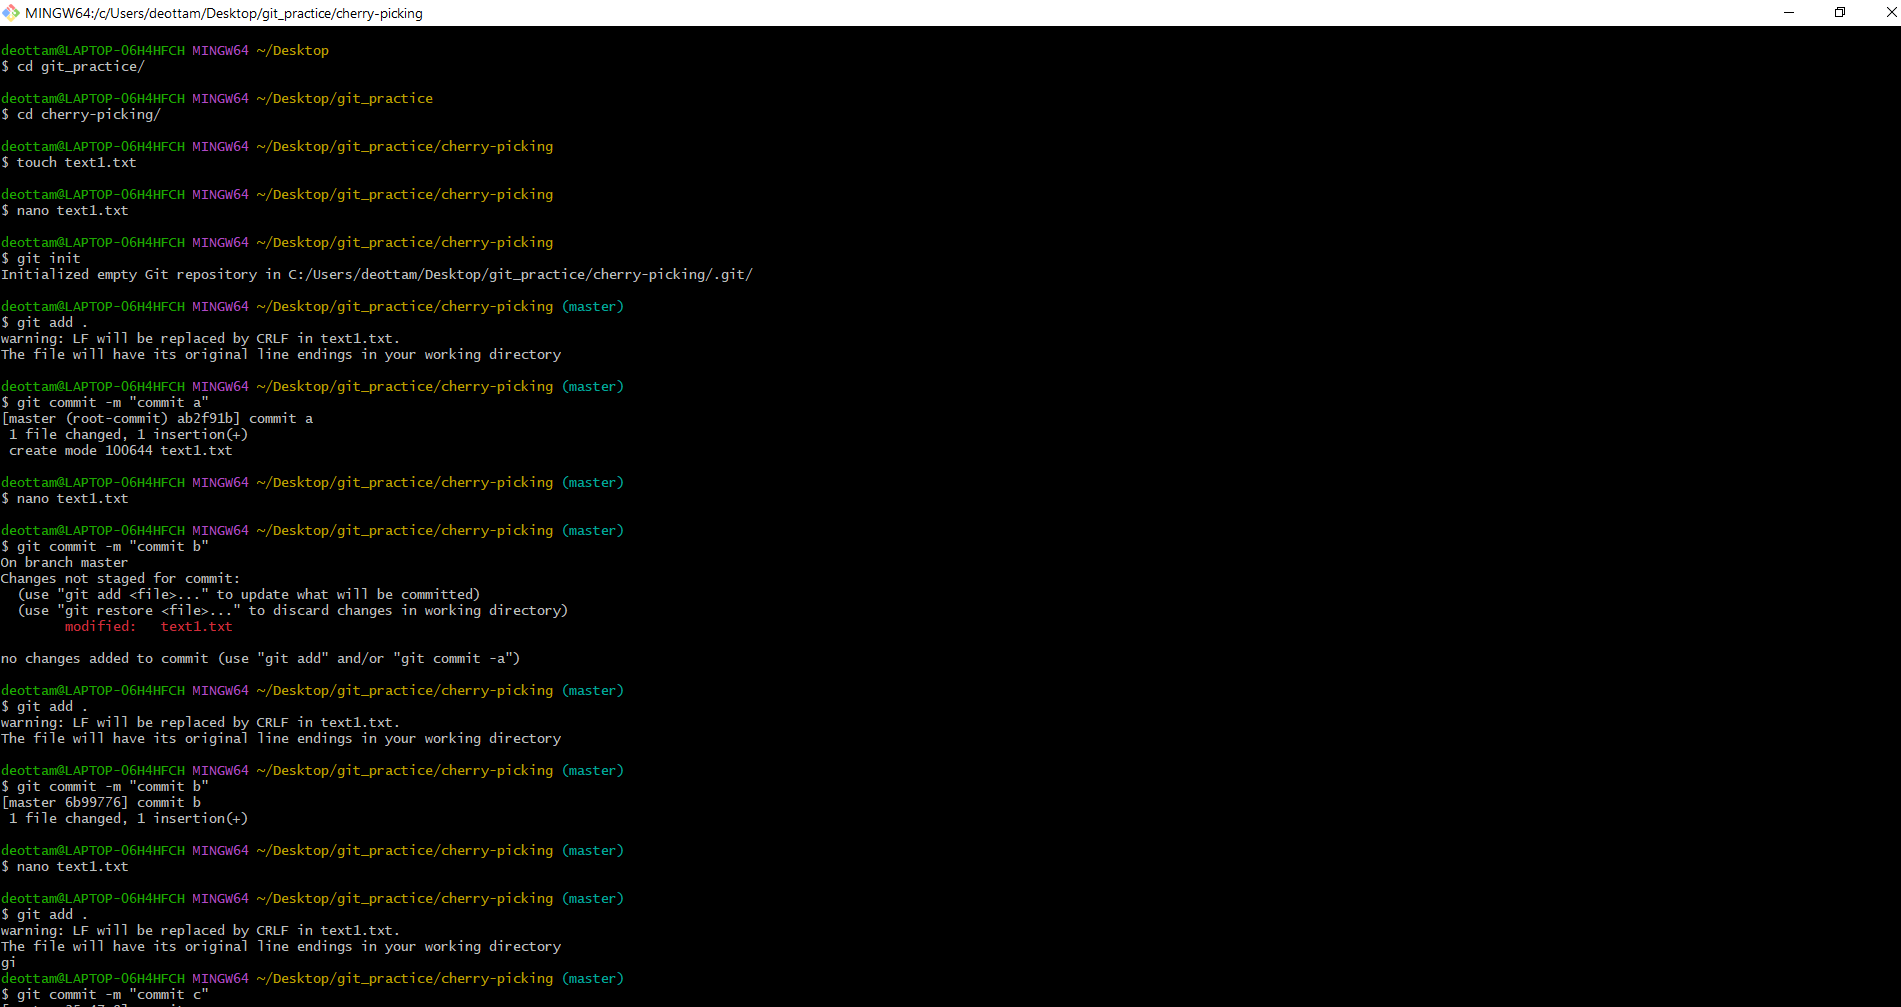 MINGW64:/c/Users/deottam/Desktop/git_practice/cherry-picking
deottam@LAPTOP-O6H4HFCH MINGW64 ~/Desktop
$ cd git_practice/
deottam@LAPTOP-O6H4HFCH MINGW64 ~/Desktop/git_practice
$ cd cherry-picking/
deottam@LAPTOP-O6H4HFCH MINGW64 ~/Desktop/git_practice/cherry-picking
$ touch text1.txt
deottam@LAPTOP-O6H4HFCH MINGW64 ~/Desktop/git_practice/cherry-picking
$ nano text1.txt
deottam@LAPTOP-O6H4HFCH MINGW64 ~/Desktop/git_practice/cherry-picking
$ git init
Initialized empty Git repository in C:/Users/deottam/Desktop/git_practice/cherry-picking/.git/
deottam@LAPTOP-O6H4HFCH MINGW64 ~/Desktop/git_practice/cherry-picking (master)
$ git add .
warning: LF will be replaced by CRLF in text1.txt.
The file will have its original line endings in your working directory
deottam@LAPTOP-O6H4HFCH MINGW64 ~/Desktop/git_practice/cherry-picking (master)
$ git commit -m "commit a"
[master (root-commit) ab2f91b] commit a
1 file changed, 1 insertion(+)
create mode 100644 text1.txt
deottam@LAPTOP-O6H4HFCH MINGW64 ~/Desktop/git_practice/cherry-picking (master)
$ nano text1.txt
deottam@LAPTOP-O6H4HFCH MINGW64 ~/Desktop/git_practice/cherry-picking (master)
$ git commit -m "commit b"
On branch master
Changes not staged for commit:
(use "git add <file>..." to update what will be committed)
(use "git restore <file>..." to discard changes in working directory)
modified: text1.txt
no changes added to commit (use "git add" and/or "git commit -a")
deottam@LAPTOP-O6H4HFCH MINGW64 ~/Desktop/git_practice/cherry-picking (master)
$ git add .
warning: LF will be replaced by CRLF in text1.txt.
The file will have its original line endings in your working directory
deottam@LAPTOP-O6H4HFCH MINGW64 ~/Desktop/git_practice/cherry-picking (master)
$ git commit -m "commit b"
[master 6b99776] commit b
1 file changed, 1 insertion(+)
deottam@LAPTOP-O6H4HFCH MINGW64 ~/Desktop/git_practice/cherry-picking (master)
$ nano text1.txt
deottam@LAPTOP-O6H4HFCH MINGW64 ~/Desktop/git_practice/cherry-picking (master)
$ git add .
warning: LF will be replaced by CRLF in text1.txt.
The file will have its original line endings in your working directory
gi
deottam@LAPTOP-O6H4HFCH MINGW64 ~/Desktop/git_practice/cherry-picking (master)
$ git commit -m "commit c"